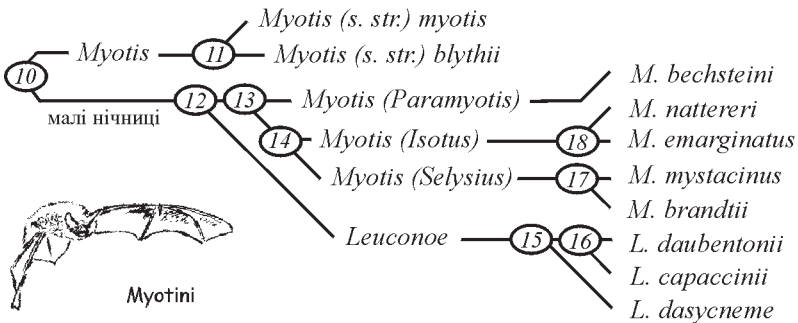 Myotis (s. str.) myotis
10 Myotis 11 Myotis (s. str.) blythii
M. bechsteini
12 13 Myotis (Paramyotis)
малі нічниці
M. nattereri
14 Myotis (Isotus) 18 M. emarginatus
Myotis (Selysius) 17 M. mystacinus
M. brandtii
Leuconoe 15 16 L. daubentonii
L. capaccinii
Myotini
L. dasycneme